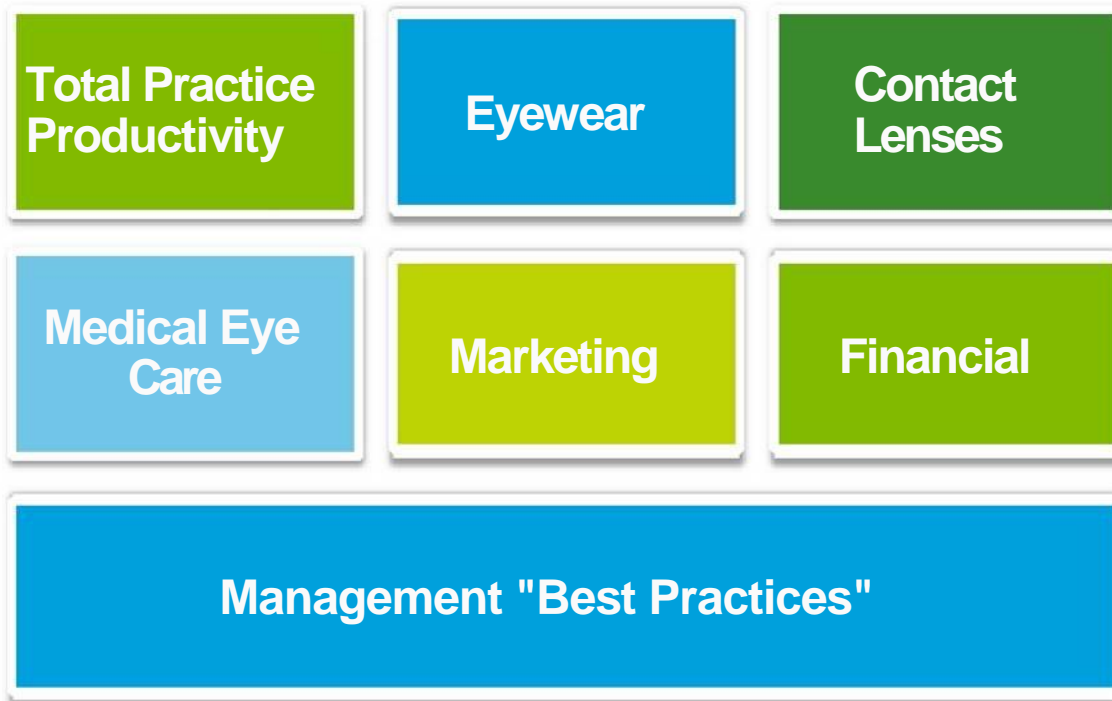 Total Practice
Productivity
Eyewear
Contact
Lenses
Medical Eye
Care
Marketing
Financial
Management "Best Practices"